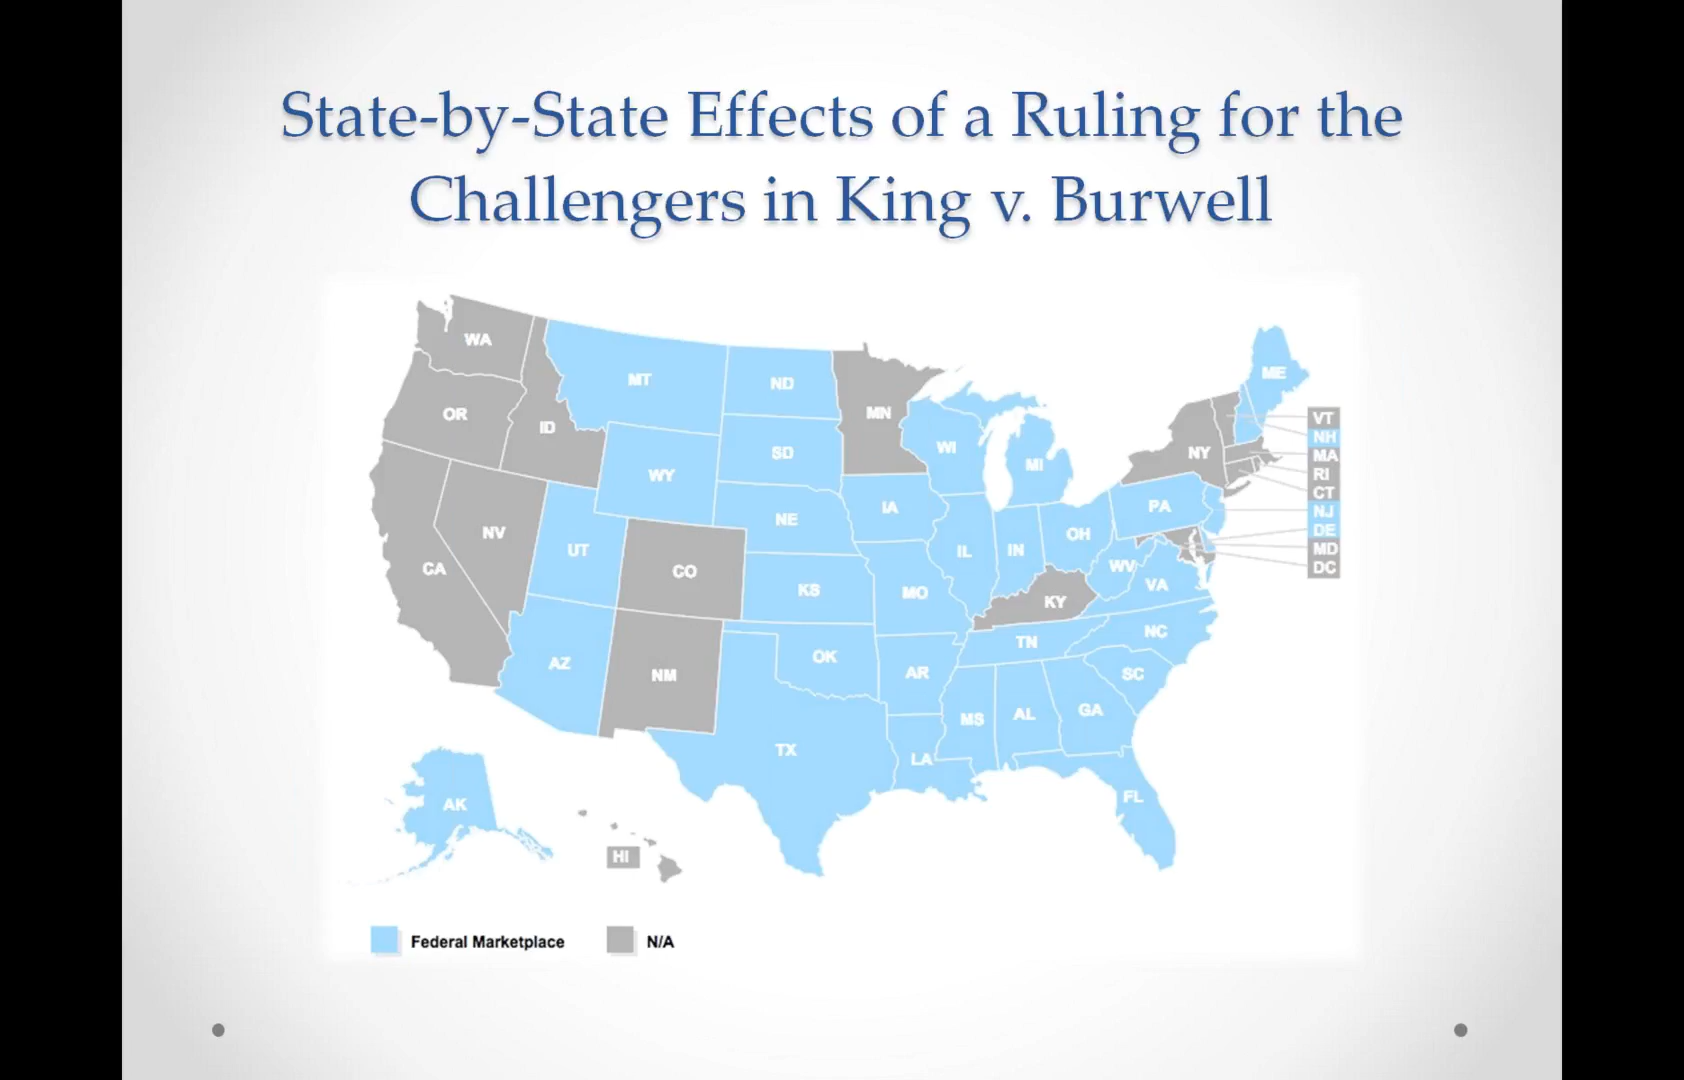 State-by-State Effects of a Ruling for the
Challengers in King v. Burwell
WA
MT
ND
MN
ME
OR
ID
SD
WI
MI
NY
VT
NH
MA
RI
CT
NJ
DE
MD
DC
WY
NE
IA
PA
NV
UT
CO
IL
IN
OH
CA
KS
MO
WV
VA
KY
AZ
NM
OK
TN
NC
AR
SC
TX
MS
AL
GA
LA
FL
AK
HI
Federal Marketplace
N/A